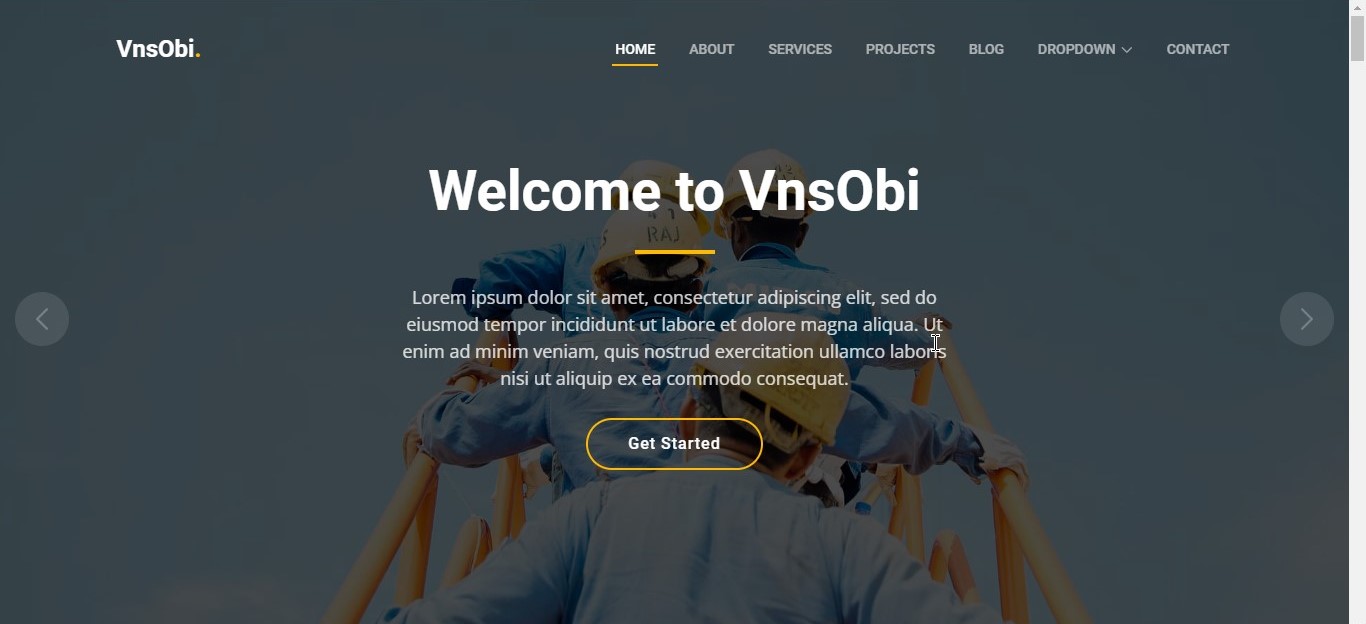 VnsObi.
HOME ABOUT SERVICES PROJECTS BLOG DROPDOWN CONTACT
Welcome to VnsObi
RAJ
Lorem ipsum dolor sit amet, consectetur adipiscing elit, sed do
eiusmod tempor incididunt ut labore et dolore magna aliqua. Ut
enim ad minim veniam, quis nostrud exercitation ullamco laboris
nisi ut aliquip ex ea commodo consequat.
Get Started